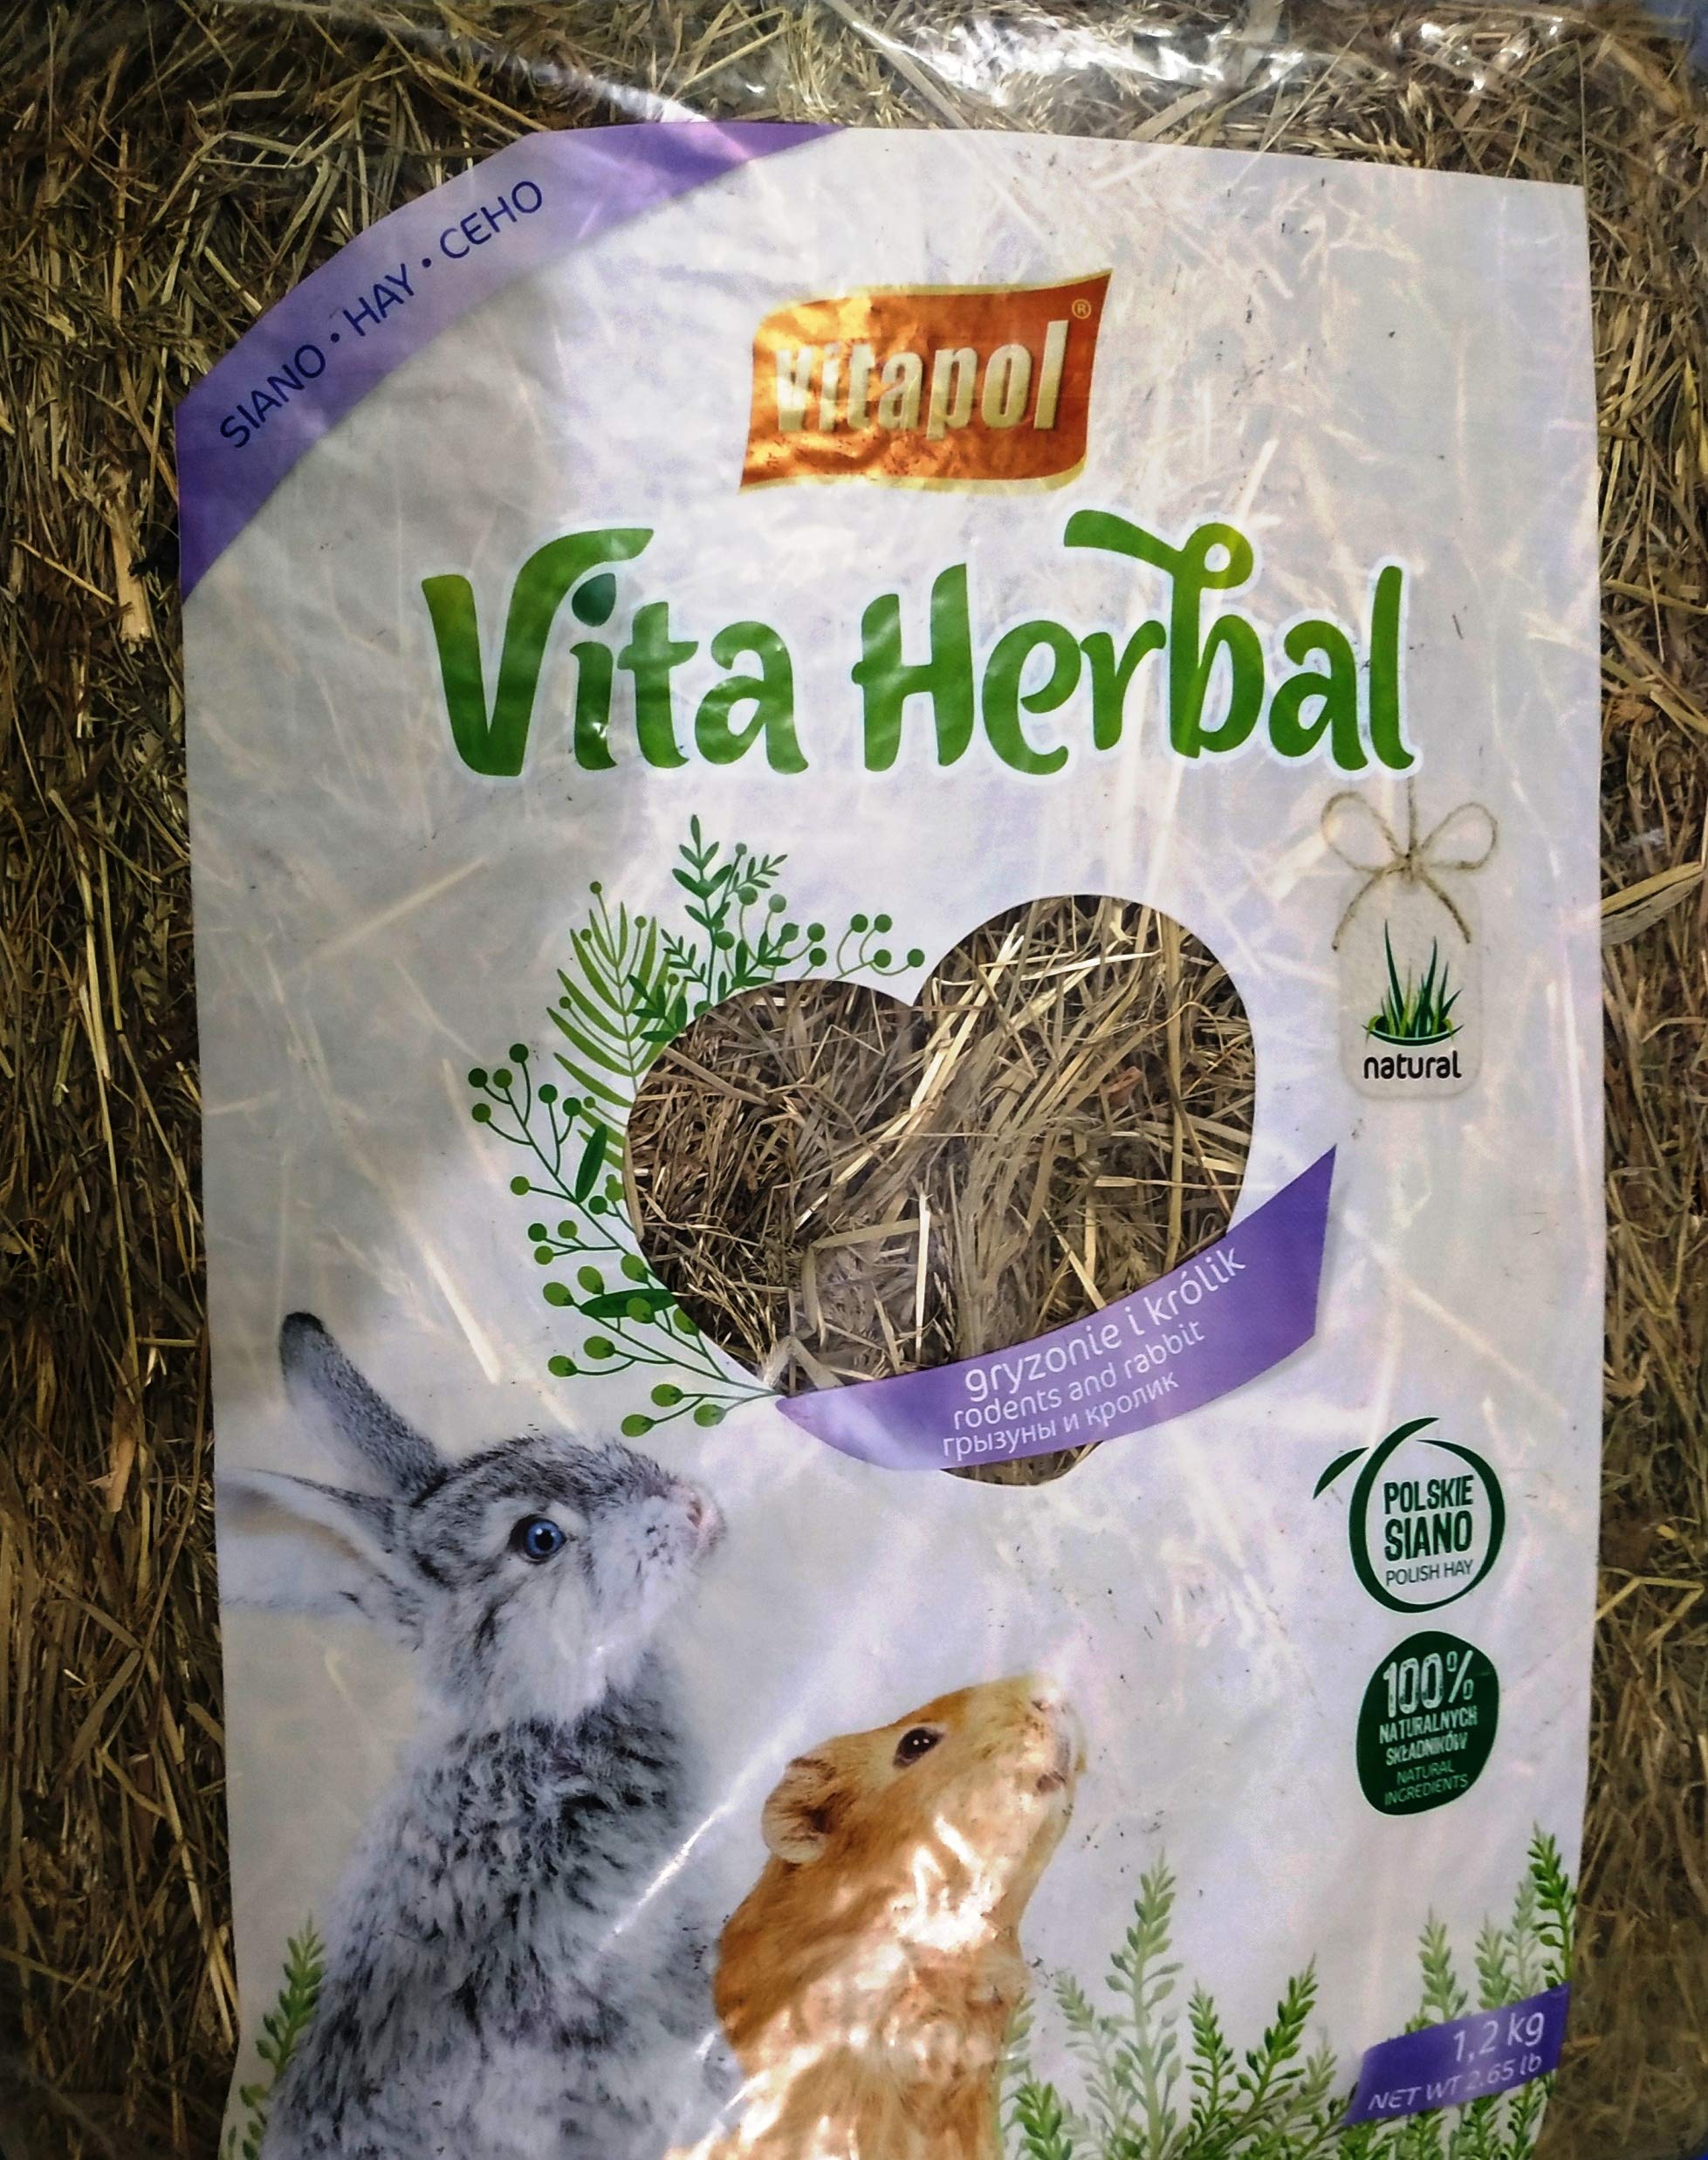 SIANO • HAY • СЕНО
vitapol®
Vita Herbal
natural
gryzonie i królik
rodents and rabbit
грызуны и кролик
POLSKIE
SIANO
POLISH HAY
100%
NATURALNYCH
SKŁADNIKÓW
NATURAL
INGREDIENTS
1,2 kg
NET WT 2.65 lb